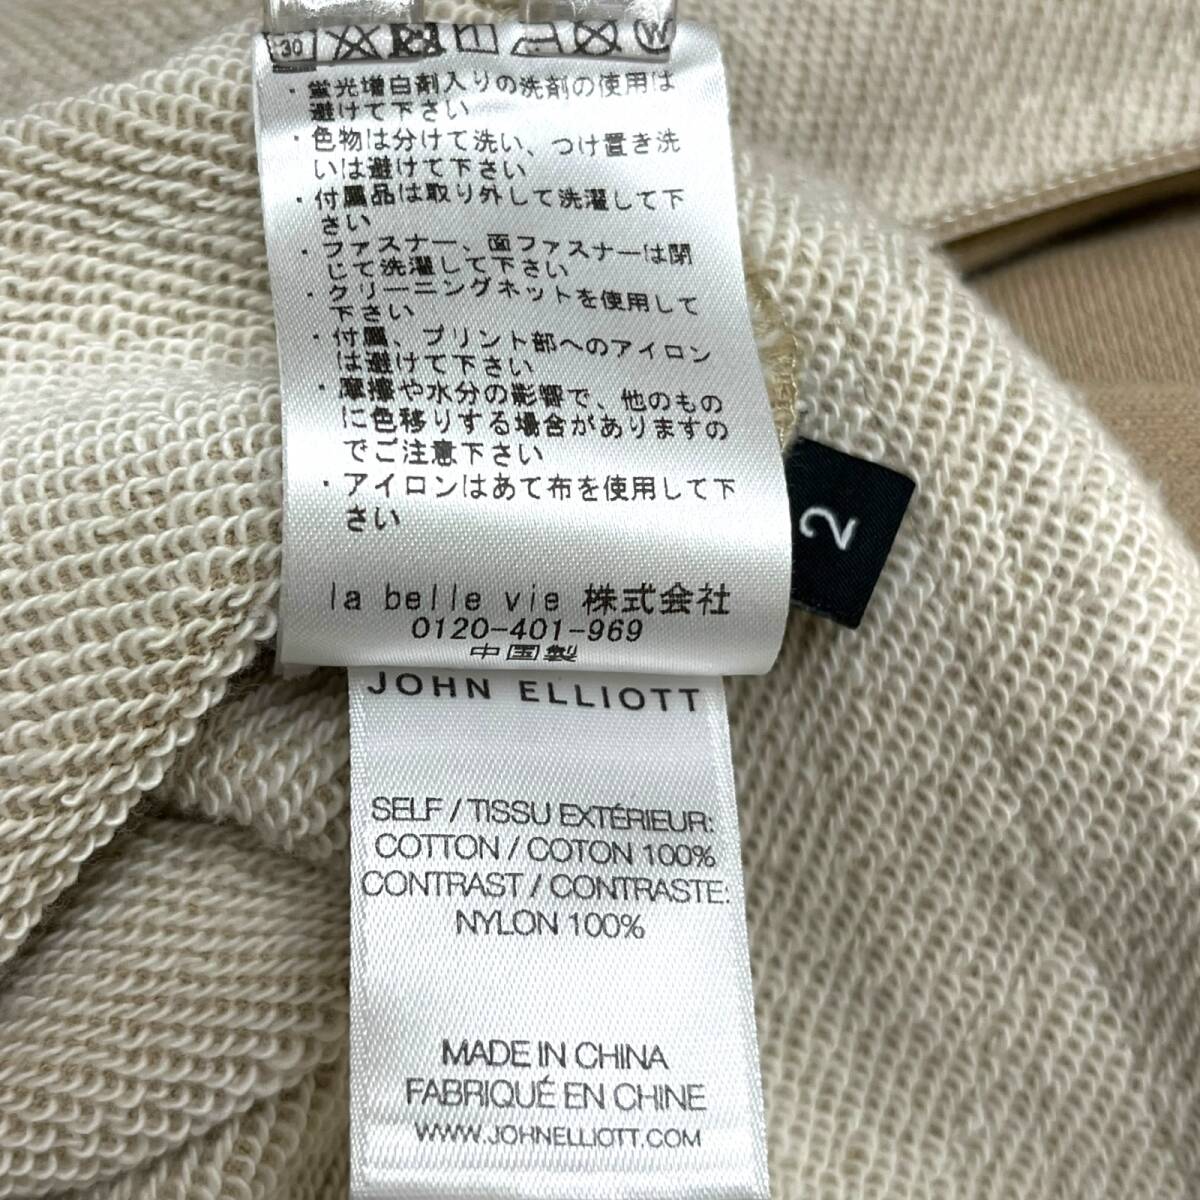 30
W
・蛍光増白剤入りの洗剤の使用は
避けて下さい
・色物は分けて洗い、つけ置き洗
いは避けて下さい
・付属品は取り外して洗濯して下
さい
・ファスナー、面ファスナーは閉
じて洗濯して下さい
・クリーニングネットを使用して
下さい
・付属、プリント部へのアイロン
は避けて下さい
・摩擦や水分の影響で、他のもの
に色移りする場合がありますの
でご注意下さい
・アイロンはあて布を使用して下
さい
la belle vie 株式会社
0120-401-969
中国製
2
JOHN ELLIOTT
SELF / TISSU EXTÉRIEUR:
COTTON / COTON 100%
CONTRAST / CONTRASTE:
NYLON 100%
MADE IN CHINA
FABRIQUÉ EN CHINE
WWW.JOHNELLIOTT.COM